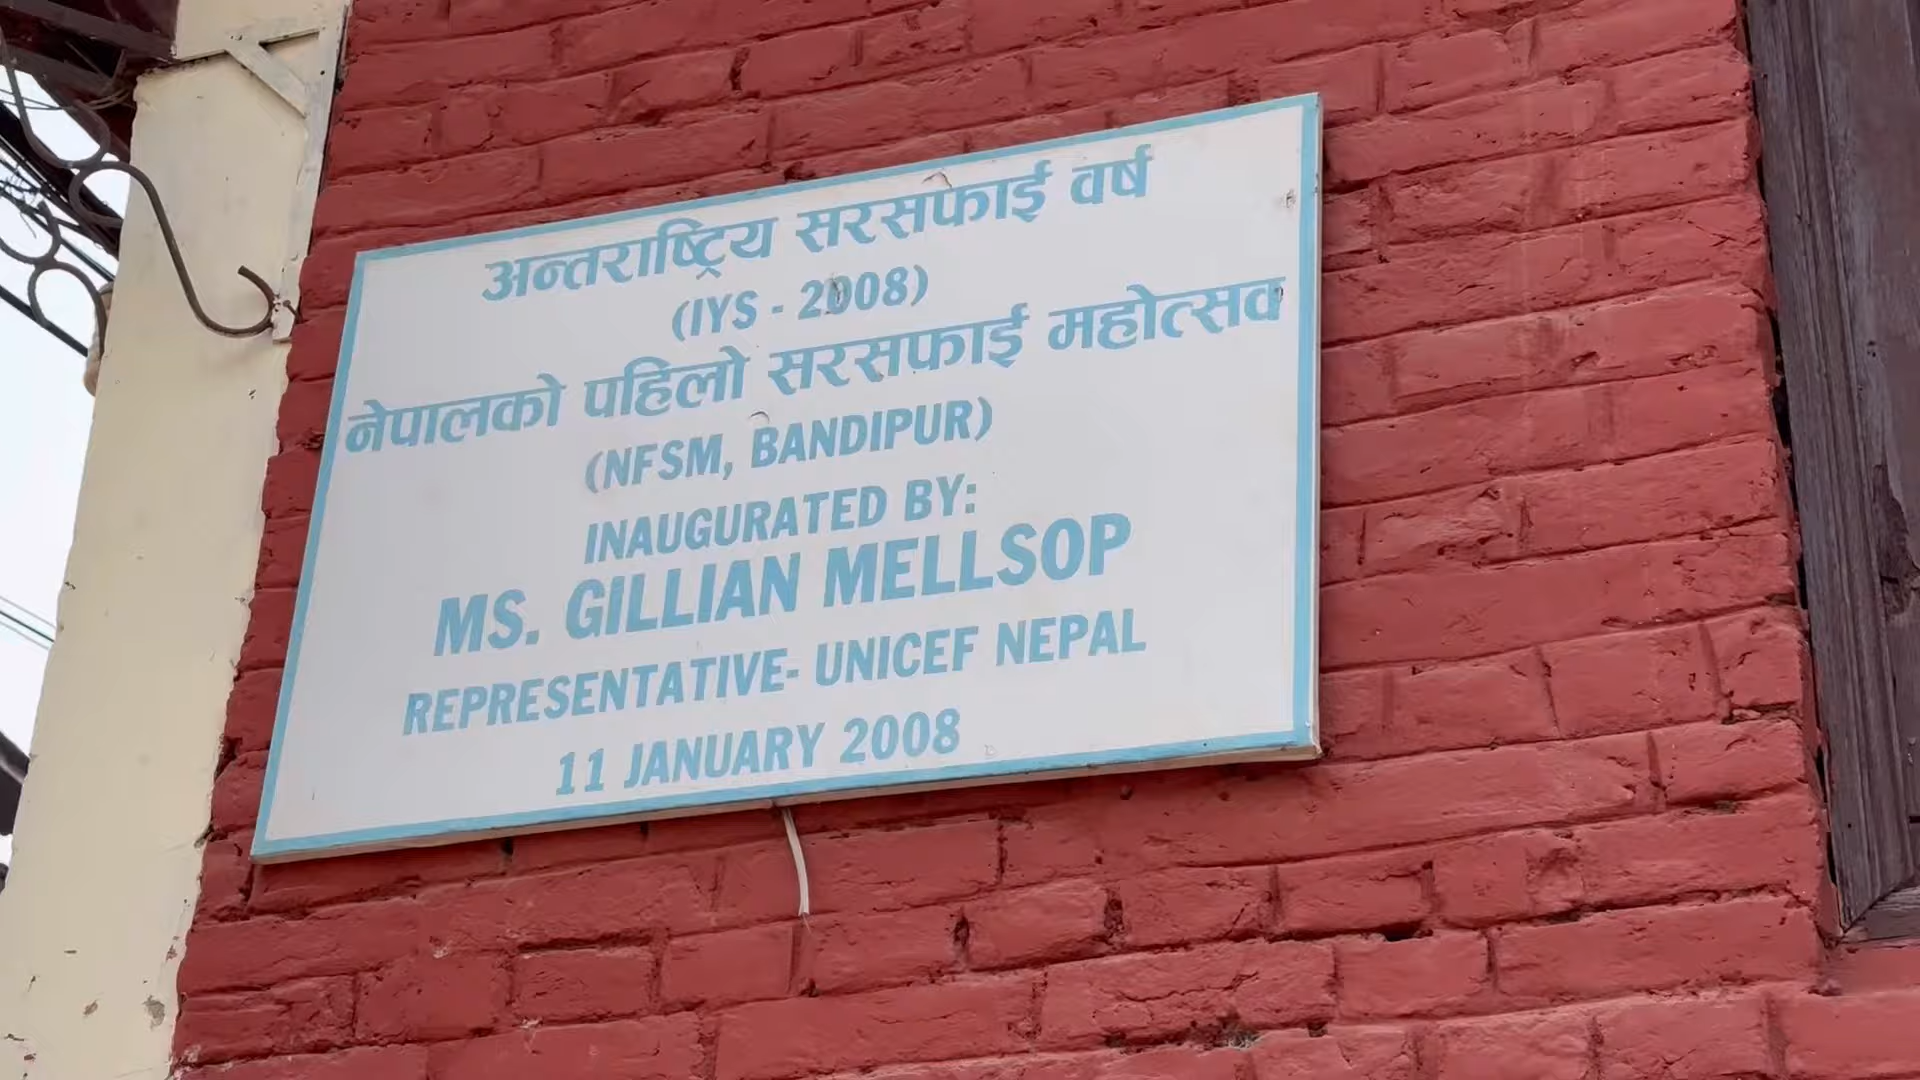 अन्तराष्ट्रिय सरसफाई वर्ष
(IYS - 2008)
नेपालको पहिलो सरसफाई महोत्सव
(NFSM, BANDIPUR)
INAUGURATED BY:
MS. GILLIAN MELLSOP
REPRESENTATIVE- UNICEF NEPAL
11 JANUARY 2008